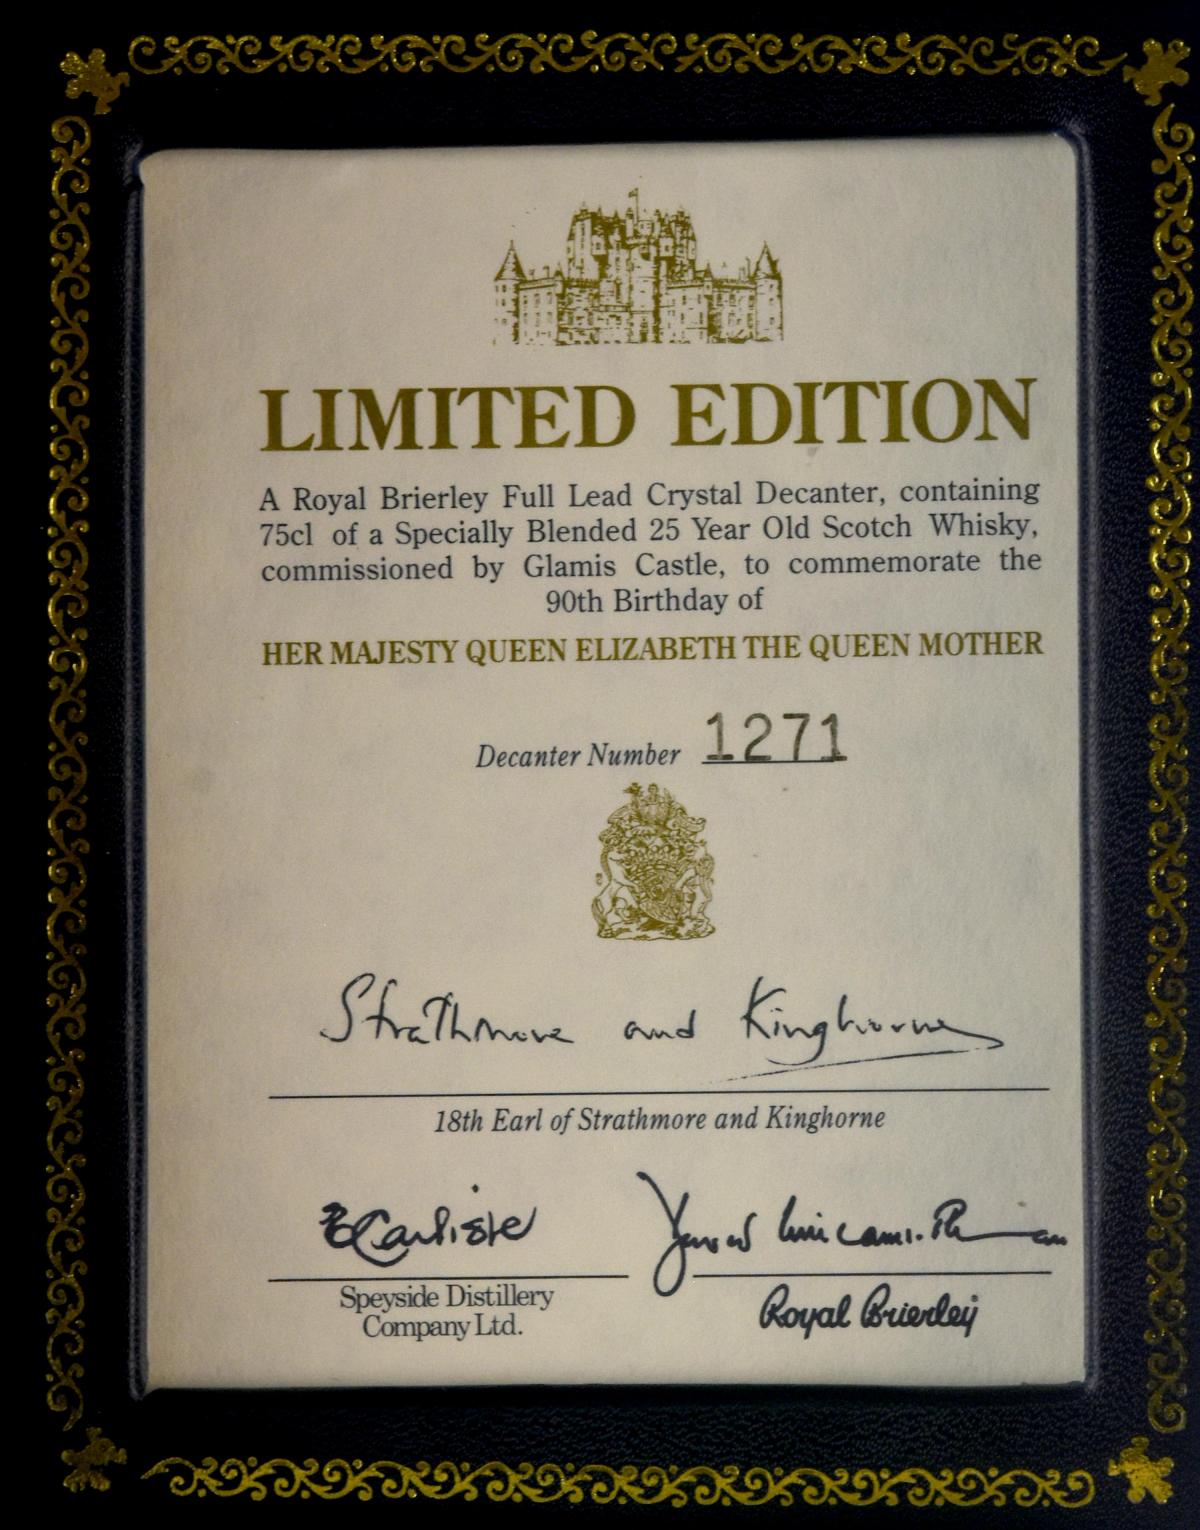 LIMITED EDITION
A Royal Brierley Full Lead Crystal Decanter, containing
75cl of a Specially Blended 25 Year Old Scotch Whisky,
commissioned by Glamis Castle, to commemorate the
90th Birthday of
HER MAJESTY QUEEN ELIZABETH THE QUEEN MOTHER
Decanter Number 1271
Strathmore and Kinghorne
18th Earl of Strathmore and Kinghorne
Carlisle
Speyside Distillery
Company Ltd.
Royal Brierley